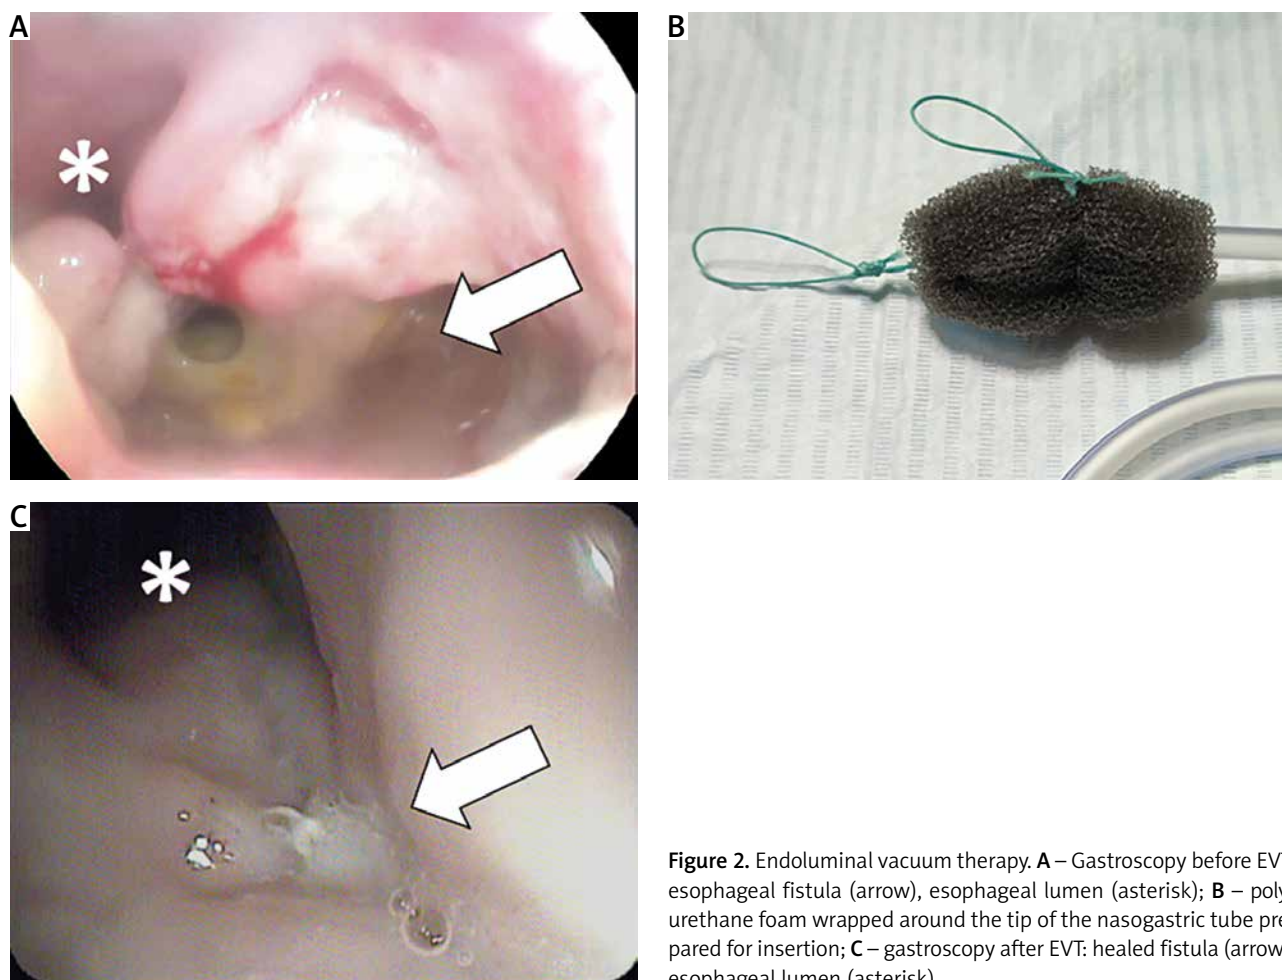 A
B
*
C
*
Figure 2. Endoluminal vacuum therapy. A – Gastroscopy before EV
esophageal fistula (arrow), esophageal lumen (asterisk); B – poly
urethane foam wrapped around the tip of the nasogastric tube pre
pared for insertion; C – gastroscopy after EVT: healed fistula (arrow
esophageal lumen (asterisk)